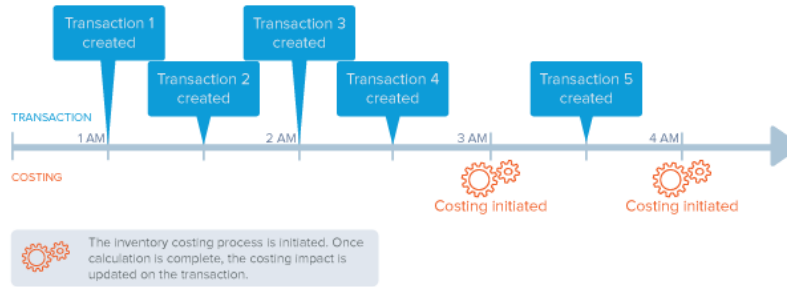 Transaction 1
created
Transaction 3
created
Transaction 2
created
Transaction 4
created
Transaction 5
created
TRANSACTION
1 AM
2 AM
3 AM
4 AM
COSTING
Costing initiated
Costing initiated
The inventory costing process is initiated. Once
calculation is complete, the costing impact is
updated on the transaction.